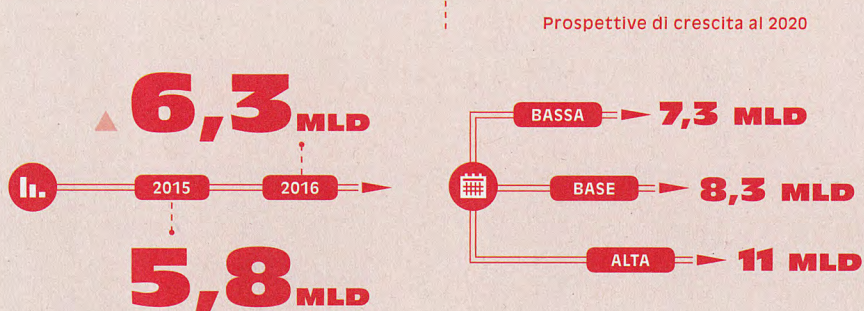 Prospettive di crescita al 2020
6,3 MLD
2015
2016
5,8 MLD
BASSA
7,3 MLD
BASE
8,3 MLD
ALTA
11 MLD